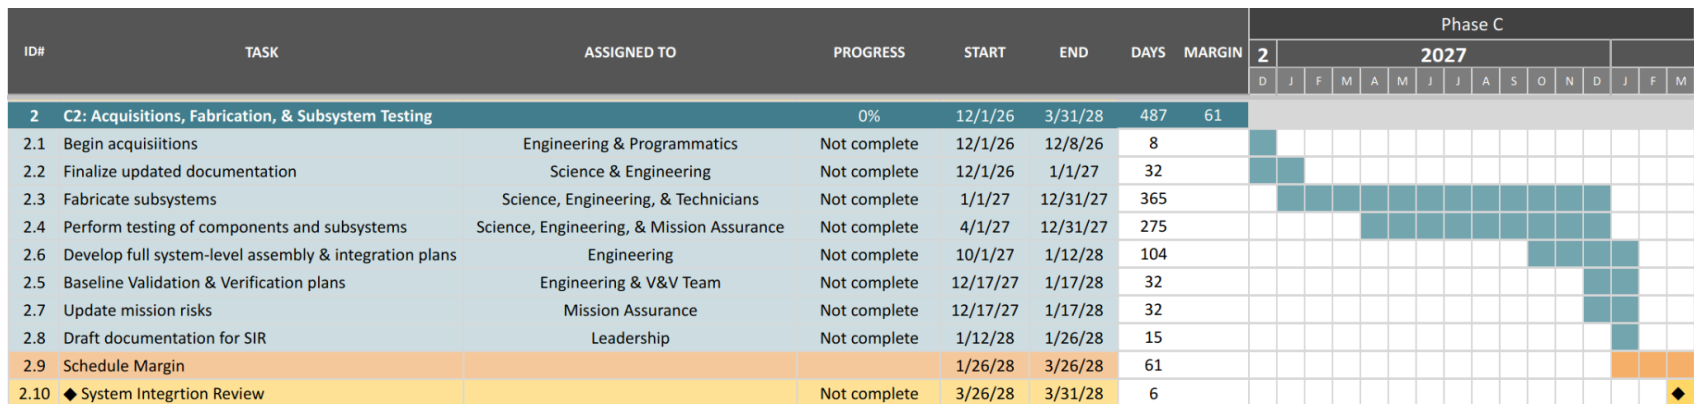 Phase C
ID# TASK ASSIGNED TO PROGRESS START END DAYS MARGIN 2 2027
D J F M A M J J A S O N D J F M
2 C2: Acquisitions, Fabrication, & Subsystem Testing 0% 12/1/26 3/31/28 487 61
2.1 Begin acquisiitions Engineering & Programmatics Not complete 12/1/26 12/8/26 8
2.2 Finalize updated documentation Science & Engineering Not complete 12/1/26 1/1/27 32
2.3 Fabricate subsystems Science, Engineering, & Technicians Not complete 1/1/27 12/31/27 365
2.4 Perform testing of components and subsystems Science, Engineering, & Mission Assurance Not complete 4/1/27 12/31/27 275
2.6 Develop full system-level assembly & integration plans Engineering Not complete 10/1/27 1/12/28 104
2.5 Baseline Validation & Verification plans Engineering & V&V Team Not complete 12/17/27 1/17/28 32
2.7 Update mission risks Mission Assurance Not complete 12/17/27 1/17/28 32
2.8 Draft documentation for SIR Leadership Not complete 1/12/28 1/26/28 15
2.9 Schedule Margin 1/26/28 3/26/28 61
2.10 ◆ System Integrtion Review Not complete 3/26/28 3/31/28 6 ◆